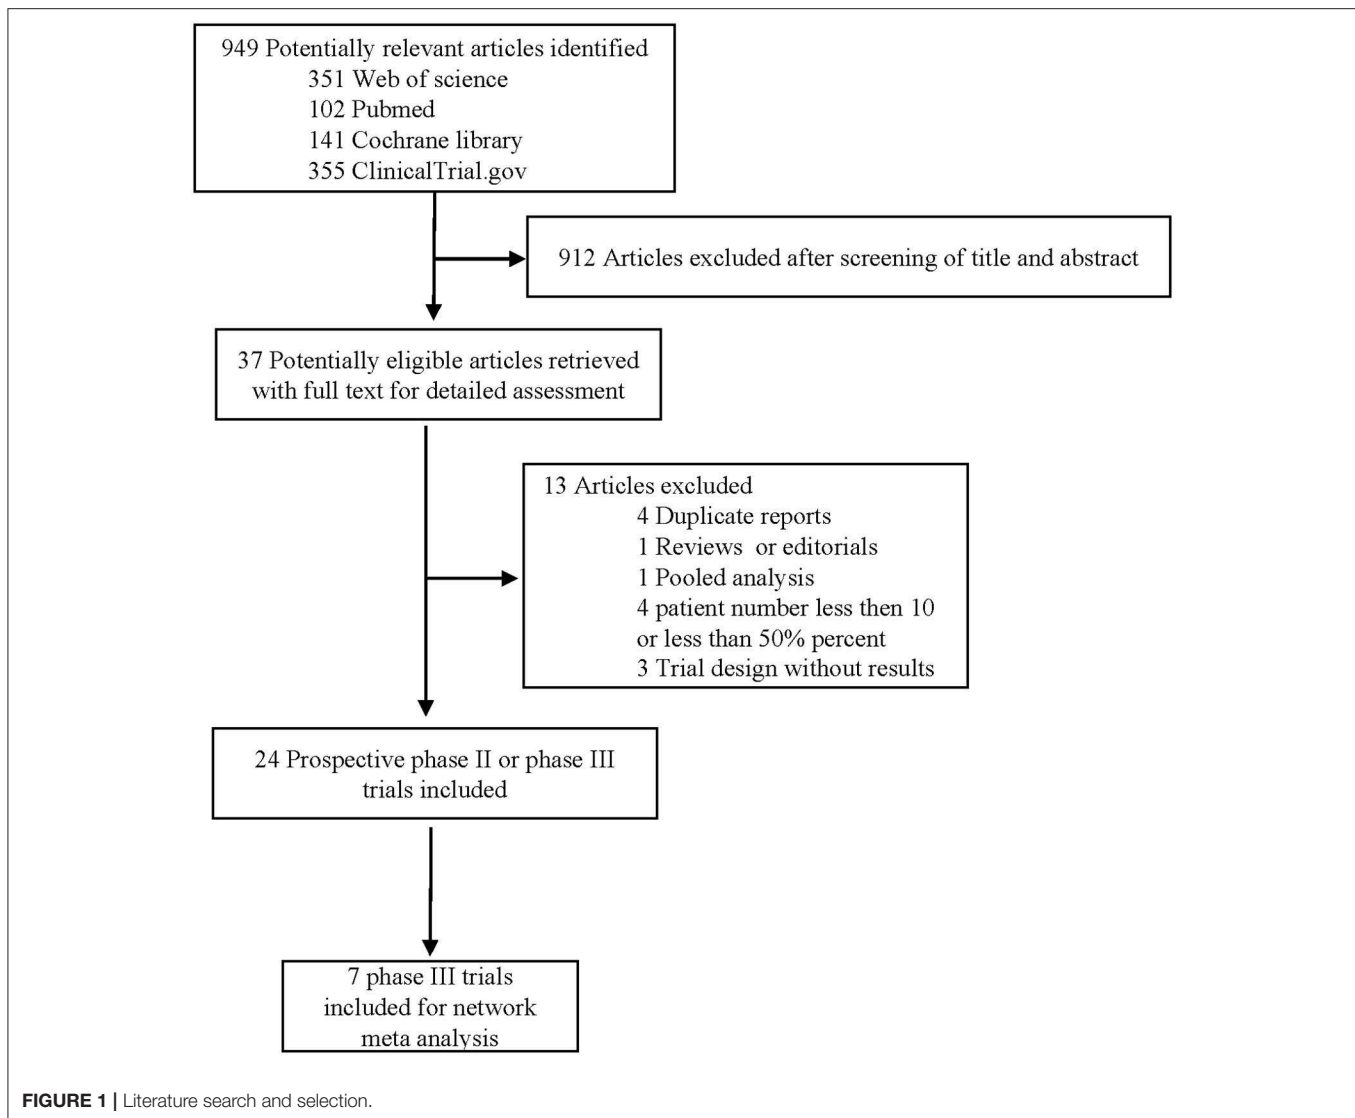 949 Potentially relevant articles identified
351 Web of science
102 Pubmed
141 Cochrane library
355 ClinicalTrial.gov
912 Articles excluded after screening of title and abstract
37 Potentially eligible articles retrieved
with full text for detailed assessment
13 Articles excluded
4 Duplicate reports
1 Reviews or editorials
1 Pooled analysis
4 patient number less then 10
or less than 50% percent
3 Trial design without results
24 Prospective phase II or phase III
trials included
7 phase III trials
included for network
meta analysis
FIGURE 1 | Literature search and selection.